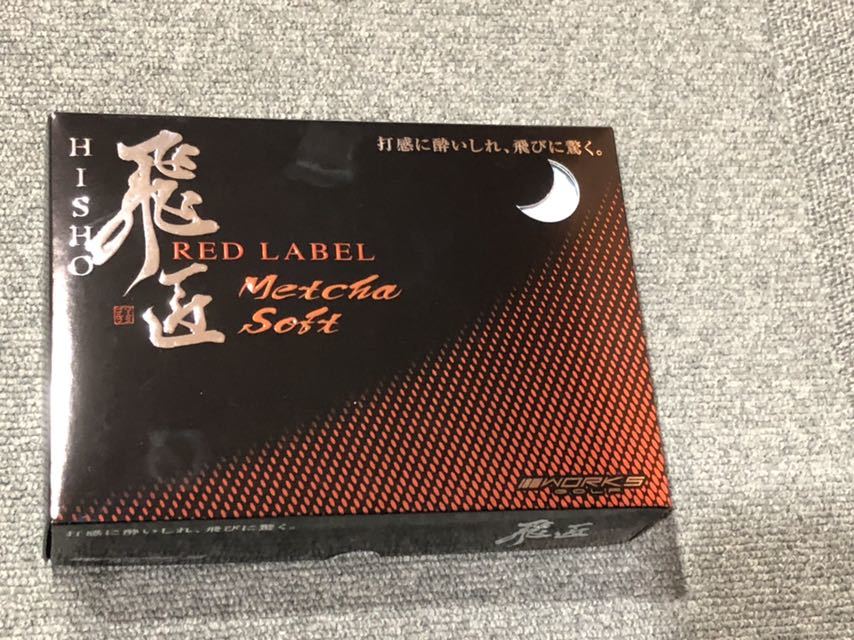 打感に酔いしれ、飛びに驚く。
HISHO
飛匠
RED LABEL
Metcha
Soft
WORKS
GOLF
打感に酔いしれ、飛びに驚く。
飛匠